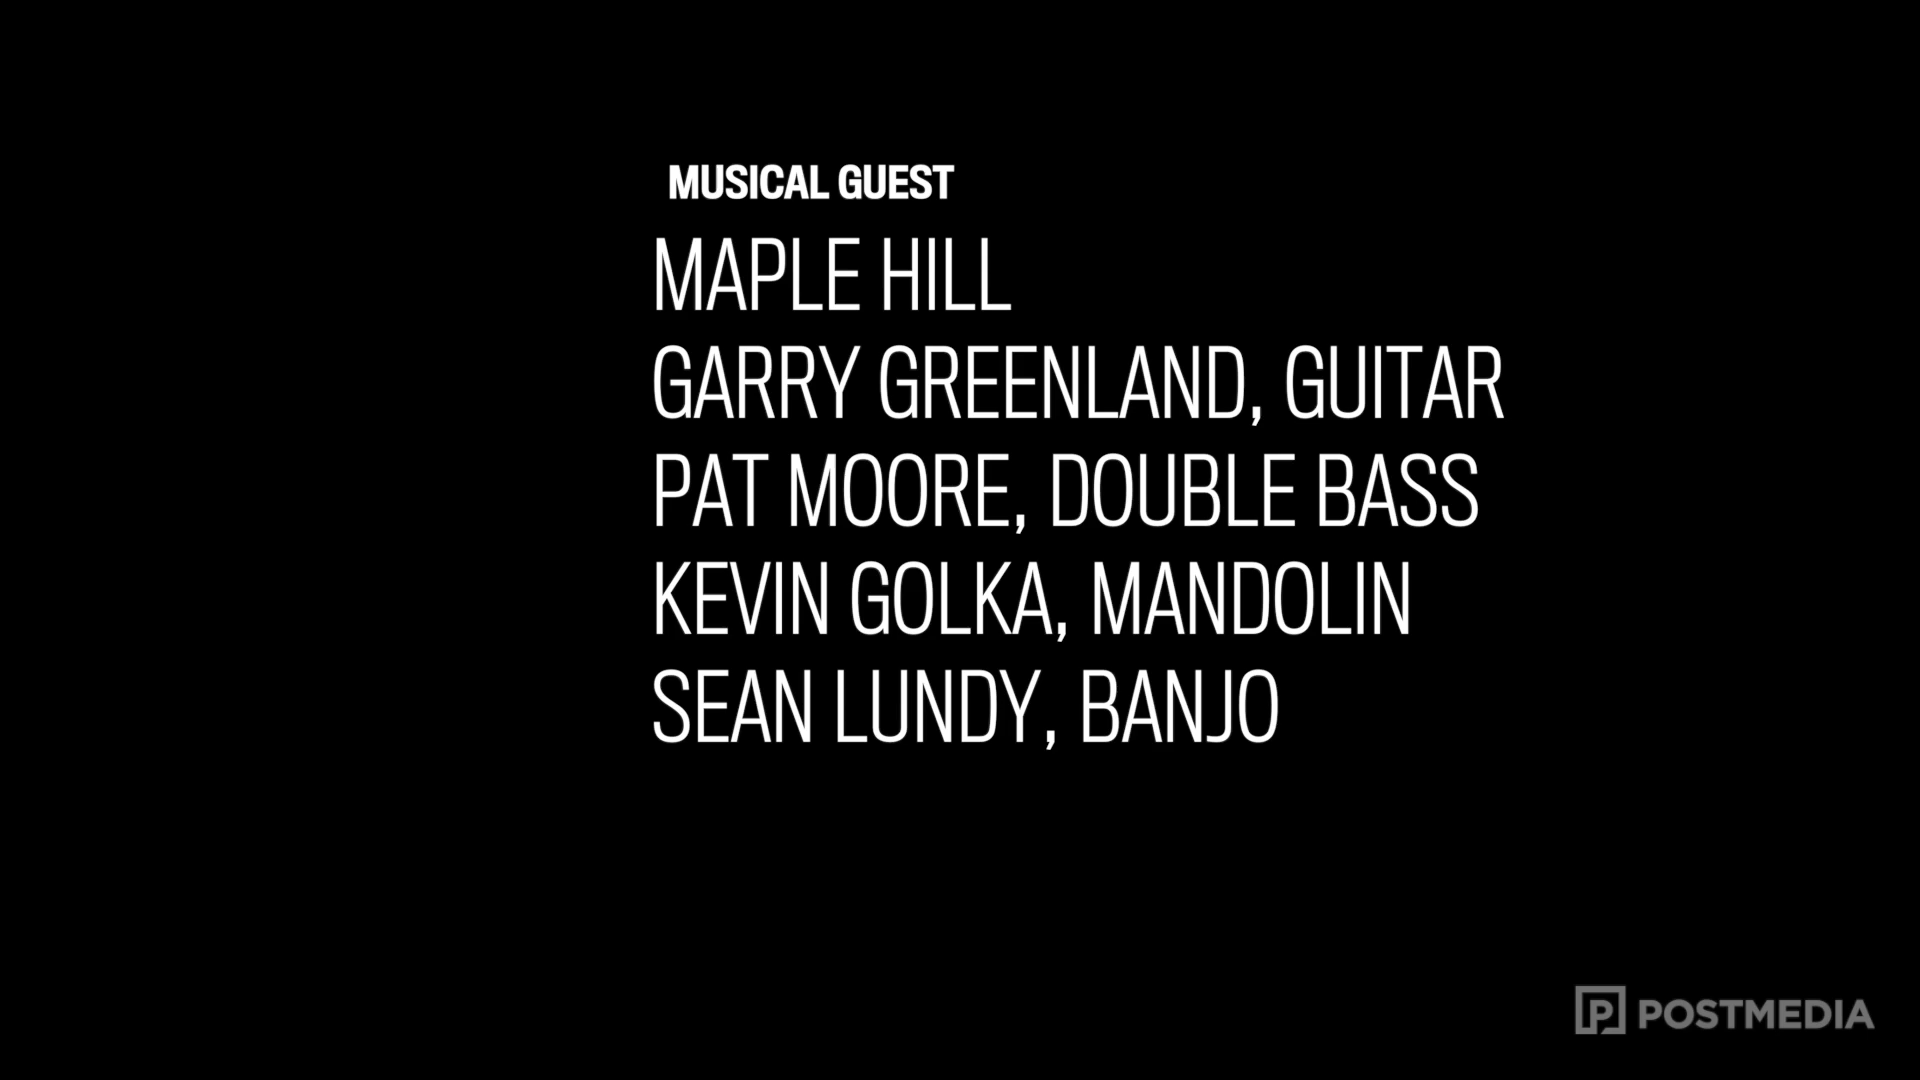 MUSICAL GUEST
MAPLE HILL
GARRY GREENLAND, GUITAR
PAT MOORE, DOUBLE BASS
KEVIN GOLKA, MANDOLIN
SEAN LUNDY, BANJO
P POSTMEDIA